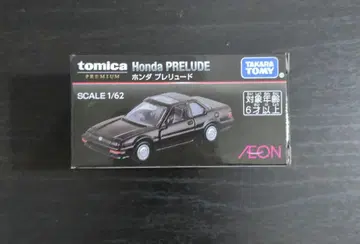 tomica Honda PRELUDE
PREMIUM ホンダ プレリュード
TAKARA
TOMY
SCALE 1/62
対象年齢
6才以上
ÆON